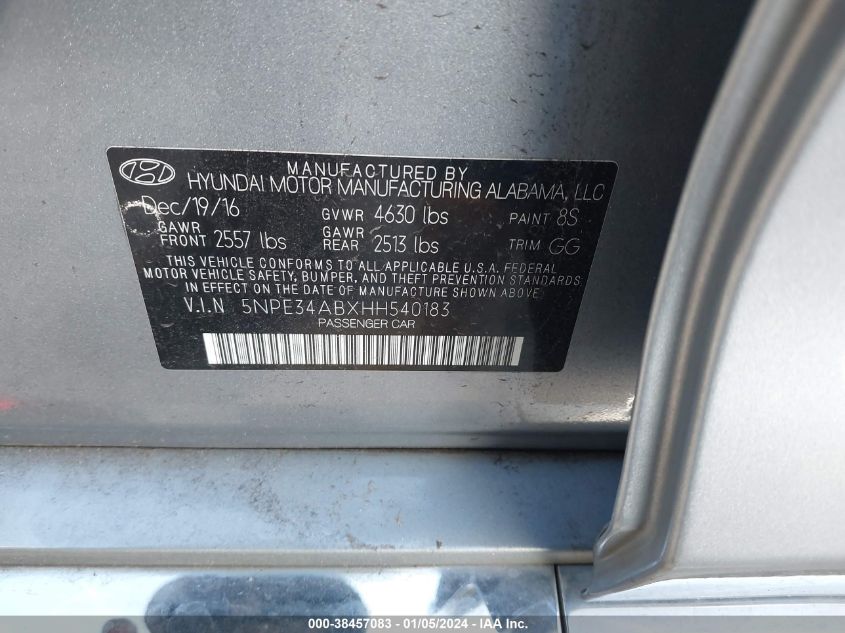 MANUFACTURED BY
HYUNDAI MOTOR MANUFACTURING ALABAMA, LLC
Dec/19/16 GVWR 4630 lbs PAINT 8S
GAWR FRONT 2557 lbs GAWR REAR 2513 lbs TRIM GG
THIS VEHICLE CONFORMS TO ALL APPLICABLE U.S.A. FEDERAL
MOTOR VEHICLE SAFETY, BUMPER, AND THEFT PREVENTION STANDARDS
IN EFFECT ON THE DATE OF MANUFACTURE SHOWN ABOVE.
V.I.N 5NPE34ABXHH540183
PASSENGER CAR
000-38457083 - 01/05/2024 - IAA Inc.